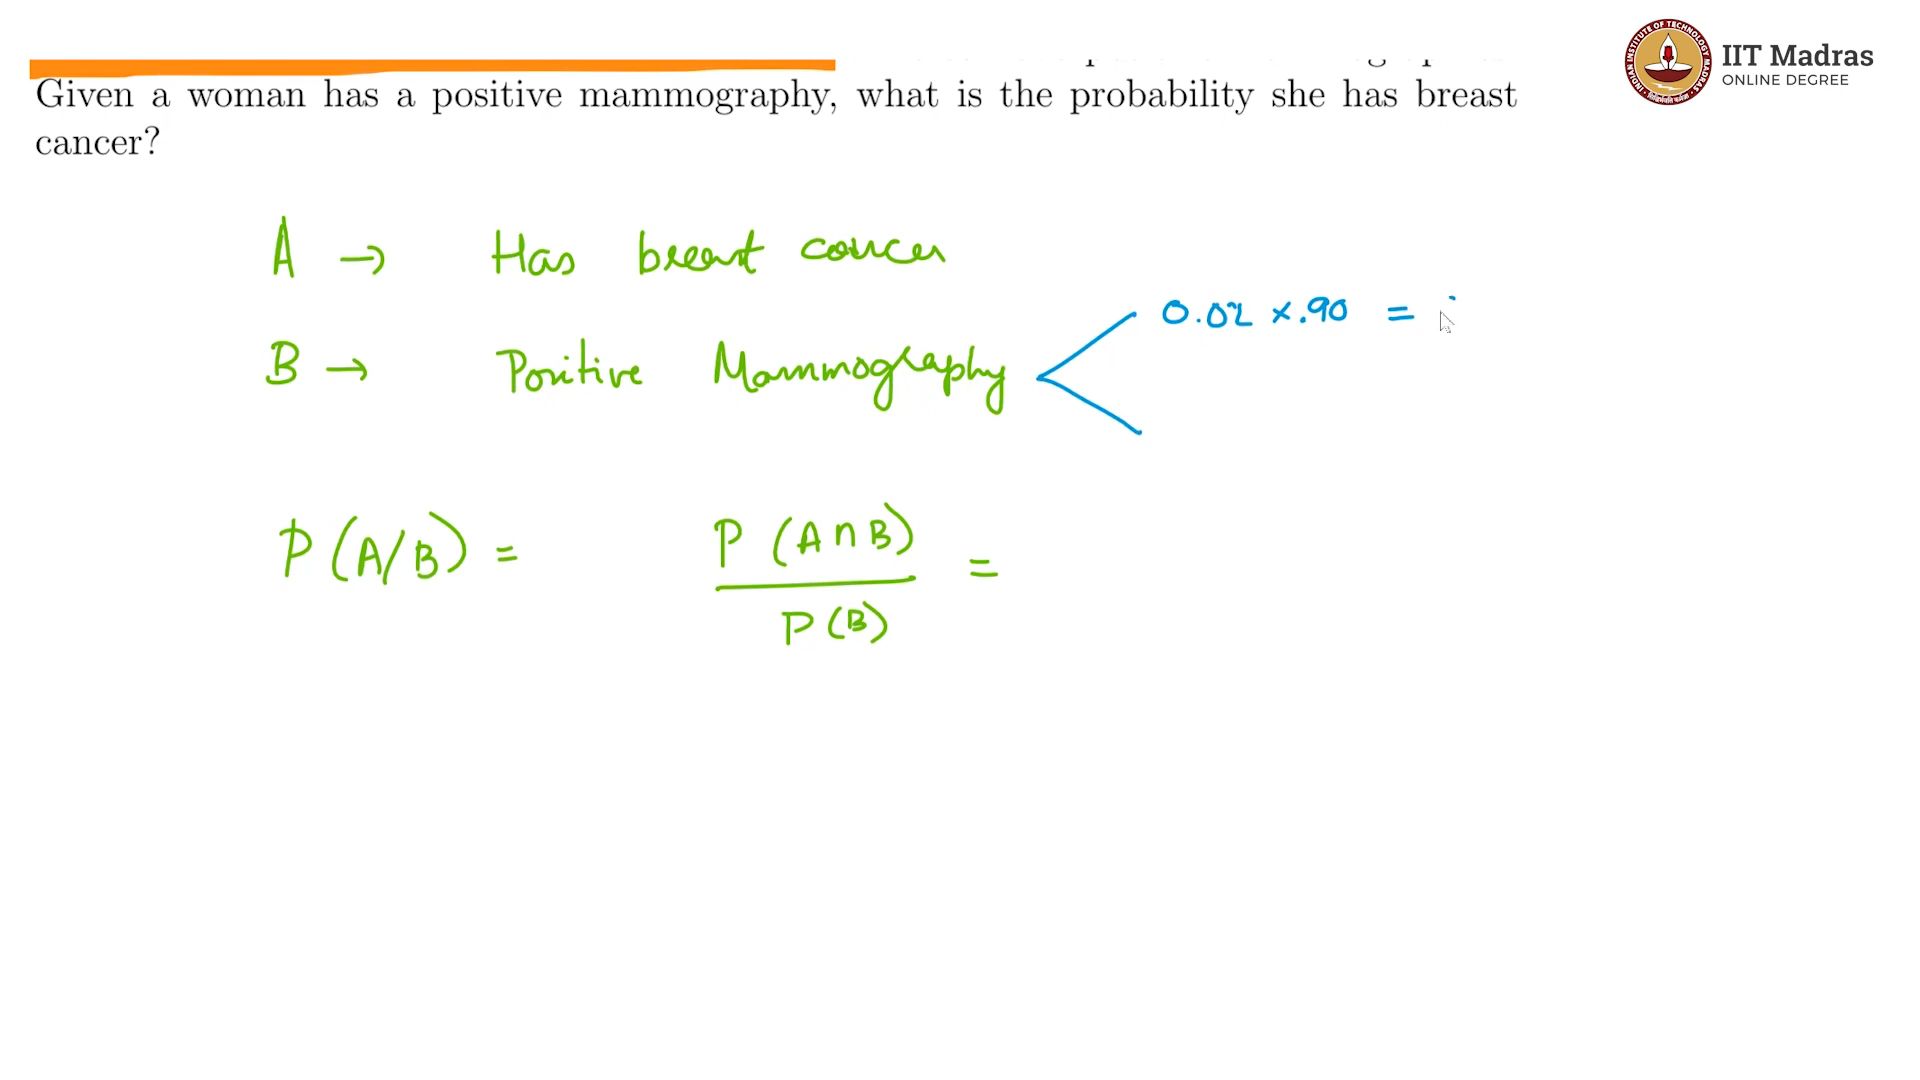 IIT Madras
ONLINE DEGREE
Given a woman has a positive mammography, what is the probability she has breast
cancer?
A → Has breast cancer
0.02 × .90 =
B → Positive Mammography
P(A/B) = P(A∩B) / P(B) =